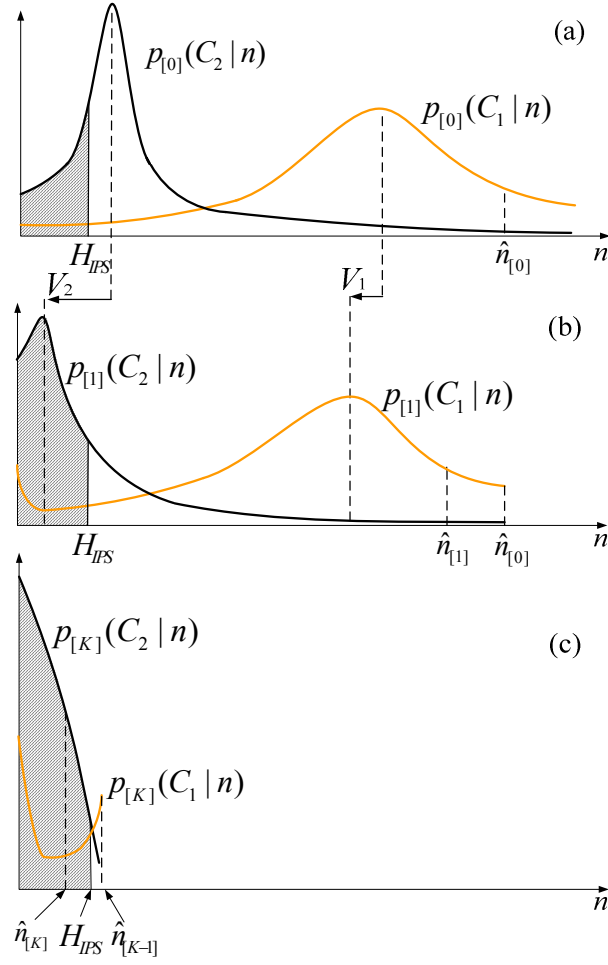 (a)
p[0](C2 | n)
p[0](C1 | n)
HIPS
n̂[0]
n
V2
V1
(b)
p[1](C2 | n)
p[1](C1 | n)
HIPS
n̂[1]
n̂[0]
n
(c)
p[K](C2 | n)
p[K](C1 | n)
n
n̂[K]
HIPS
n̂[K−1]